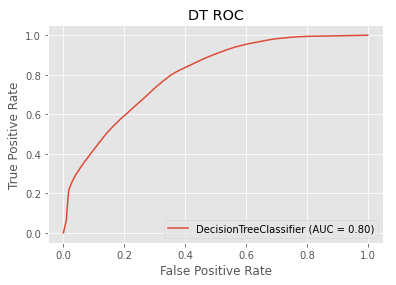 DT ROC
True Positive Rate
1.0
0.8
0.6
0.4
0.2
0.0
DecisionTreeClassifier (AUC = 0.80)
0.0 0.2 0.4 0.6 0.8 1.0
False Positive Rate